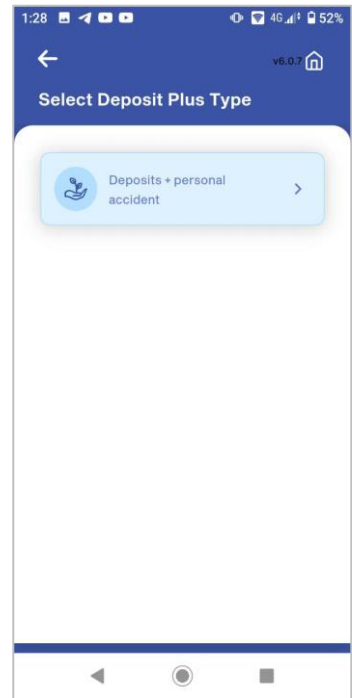 1:28 4G 52%
v6.0.7
Select Deposit Plus Type
Deposits + personal
accident